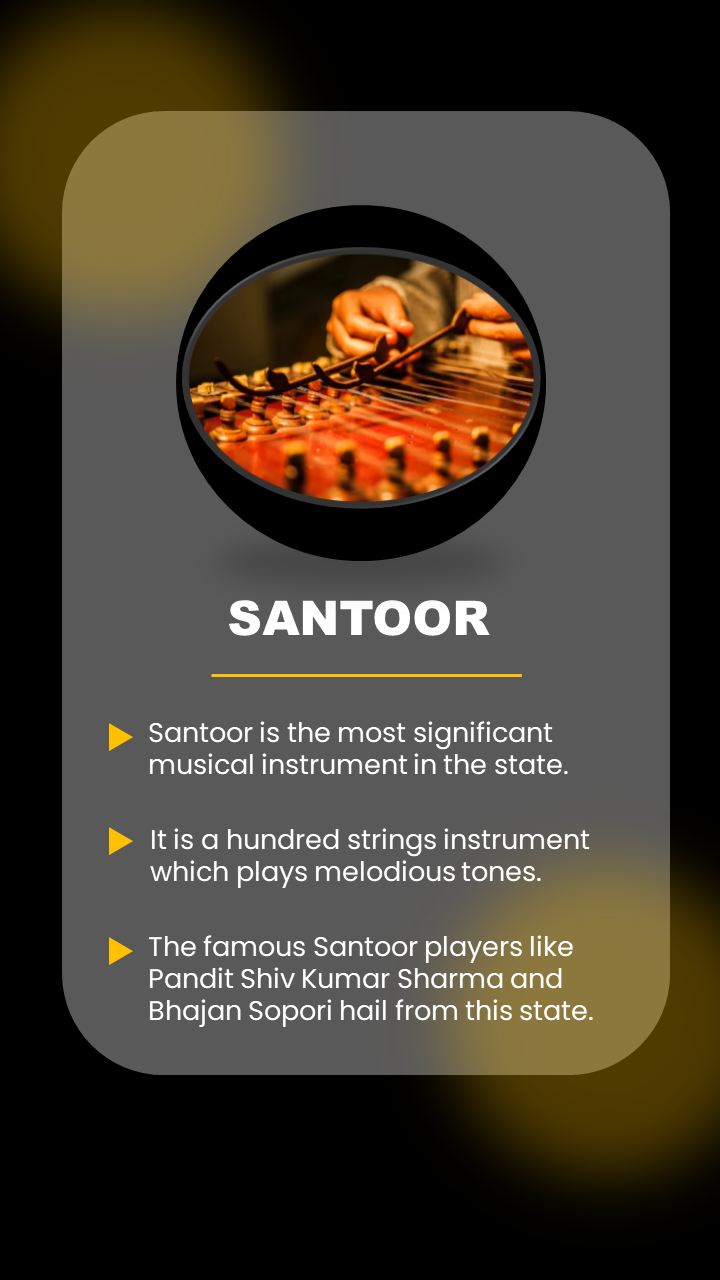 SANTOOR
Santoor is the most significant
musical instrument in the state.
It is a hundred strings instrument
which plays melodious tones.
The famous Santoor players like
Pandit Shiv Kumar Sharma and
Bhajan Sopori hail from this state.